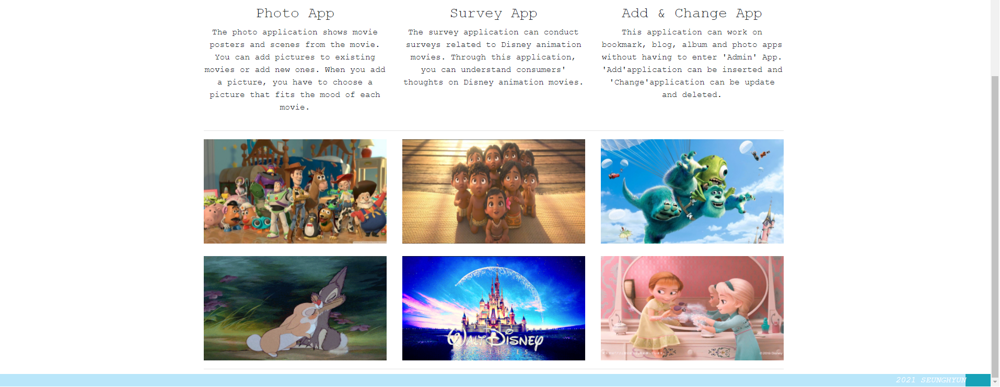 Photo App
The photo application shows movie
posters and scenes from the movie.
You can add pictures to existing
movies or add new ones. When you add
a picture, you have to choose a
picture that fits the mood of each
movie.
Survey App
The survey application can conduct
surveys related to Disney animation
movies. Through this application,
you can understand consumers'
thoughts on Disney animation movies.
Add & Change App
This application can work on
bookmark, blog, album and photo apps
without having to enter 'Admin' App.
'Add'application can be inserted and
'Change'application can be update
and deleted.
WALT DISNEY
PICTURES
©2019 Disney
2021 SEUNGHYUN